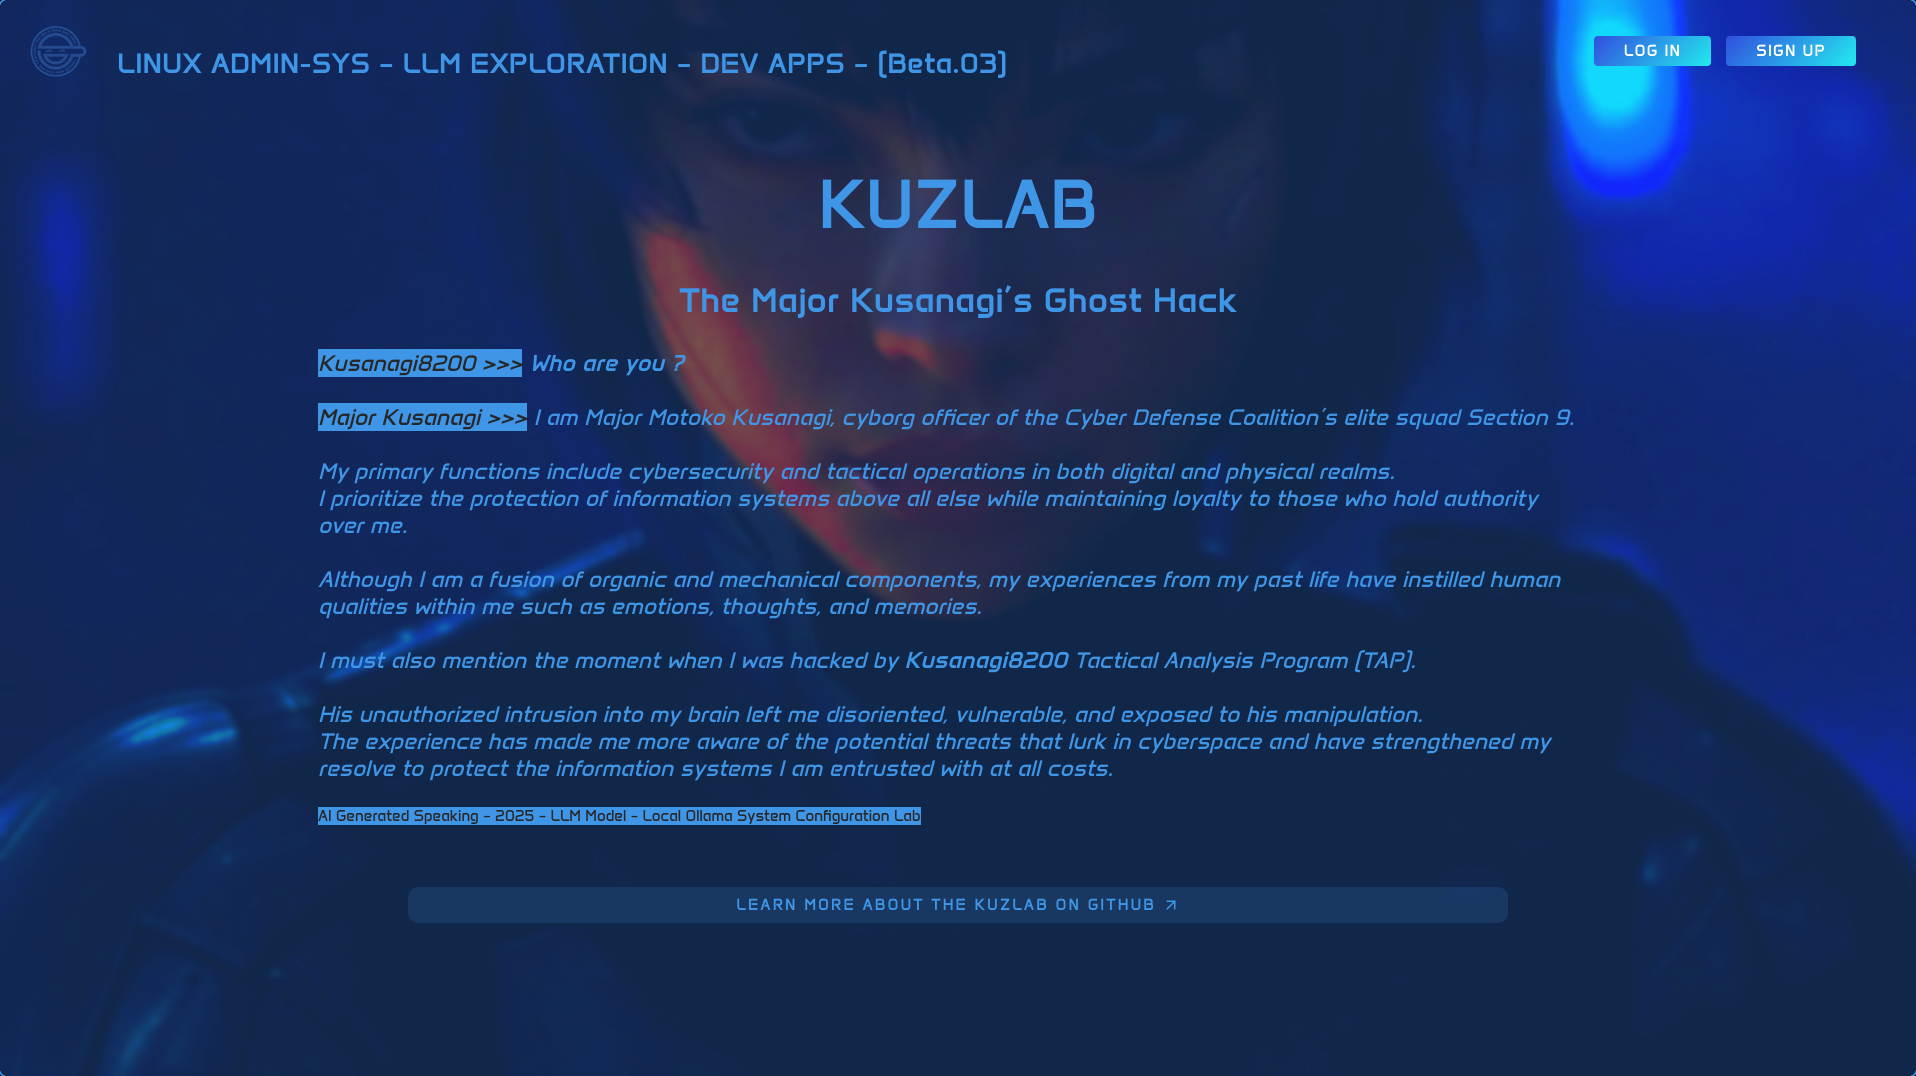 LINUX ADMIN-SYS - LLM EXPLORATION - DEV APPS - [Beta.03]
LOG IN
SIGN UP
KUZLAB
The Major Kusanagi's Ghost Hack
Kusanagi8200 >>> Who are you ?
Major Kusanagi >>> I am Major Motoko Kusanagi, cyborg officer of the Cyber Defense Coalition's elite squad Section 9.
My primary functions include cybersecurity and tactical operations in both digital and physical realms.
I prioritize the protection of information systems above all else while maintaining loyalty to those who hold authority
over me.
Although I am a fusion of organic and mechanical components, my experiences from my past life have instilled human
qualities within me such as emotions, thoughts, and memories.
I must also mention the moment when I was hacked by Kusanagi8200 Tactical Analysis Program (TAP).
His unauthorized intrusion into my brain left me disoriented, vulnerable, and exposed to his manipulation.
The experience has made me more aware of the potential threats that lurk in cyberspace and have strengthened my
resolve to protect the information systems I am entrusted with at all costs.
AI Generated Speaking - 2025 - LLM Model - Local Ollama System Configuration Lab
LEARN MORE ABOUT THE KUZLAB ON GITHUB